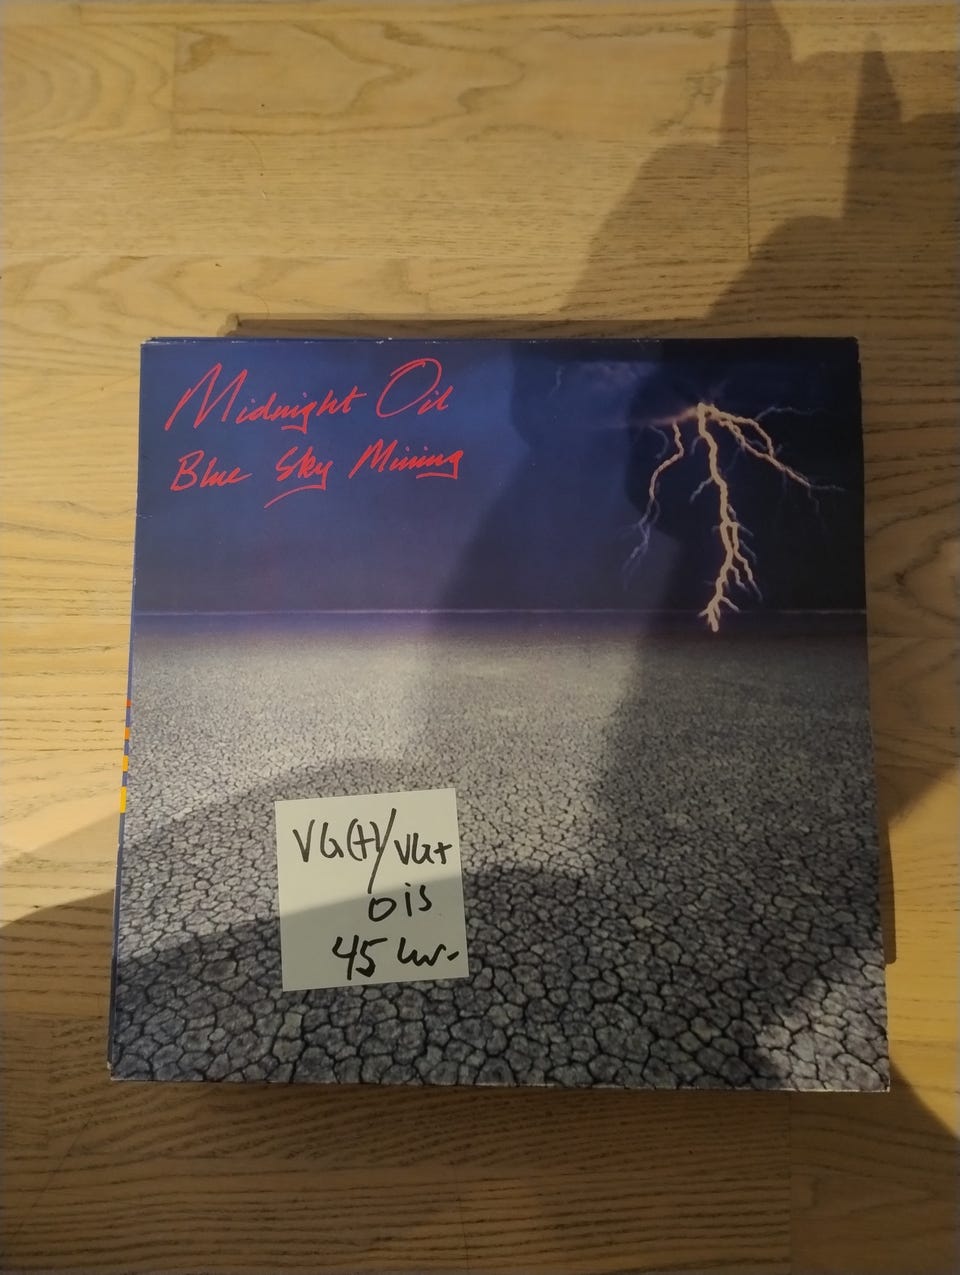 Midnight Oil
Blue Sky Mining
VG(+)/VG+
OIS
45 kr-